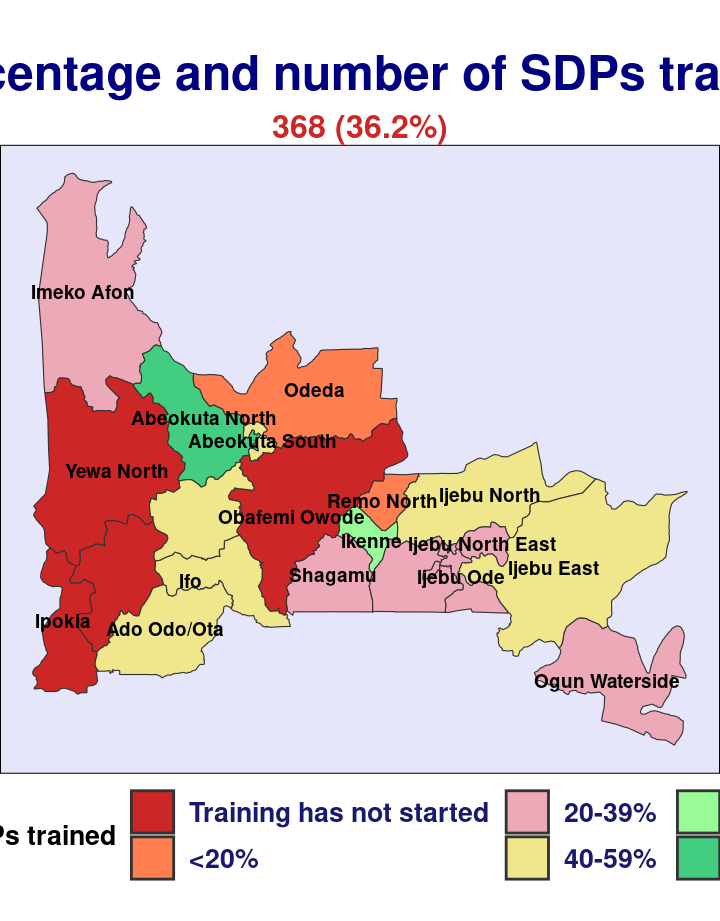 centage and number of SDPs tra
368 (36.2%)
Imeko Afon
Odeda
Abeokuta North
Abeokuta South
Yewa North
Remo North
Ijebu North
Obafemi Owode
Ikenne
Ijebu North East
Ijebu East
Shagamu
Ijebu Ode
Ifo
Ipokia
Ado Odo/Ota
Ogun Waterside
Ps trained
Training has not started
20-39%
<20%
40-59%